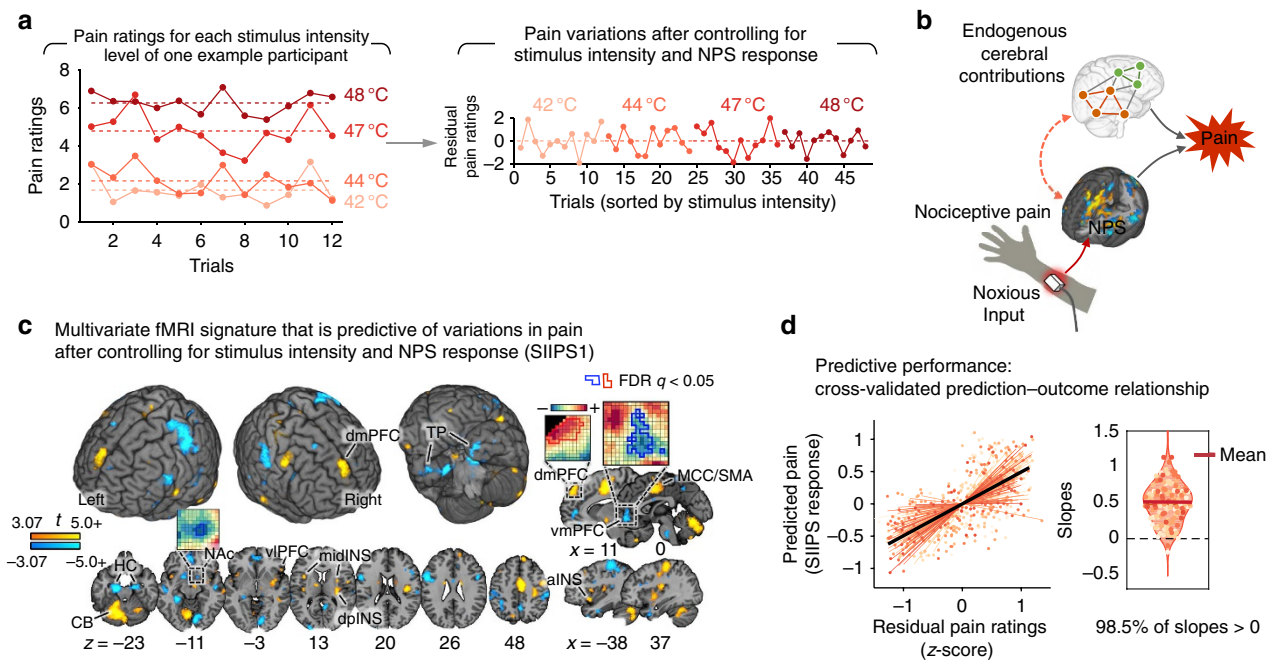 a
Pain ratings for each stimulus intensity
level of one example participant
Pain ratings
8
6
4
2
0
48 °C
47 °C
44 °C
42 °C
2 4 6 8 10 12
Trials
Pain variations after controlling for
stimulus intensity and NPS response
Residual
pain ratings
2
0
−2
42 °C 44 °C 47 °C 48 °C
0 5 10 15 20 25 30 35 40 45
Trials (sorted by stimulus intensity)
b
Endogenous
cerebral
contributions
Pain
NPS
Nociceptive pain
Noxious
Input
c
Multivariate fMRI signature that is predictive of variations in pain
after controlling for stimulus intensity and NPS response (SIIPS1)
FDR q < 0.05
− +
dmPFC
TP
dmPFC
MCC/SMA
Left
Right
vmPFC
x = 11 0
3.07 t 5.0+
−3.07 −5.0+
HC
NAc
vlPFC
midINS
aINS
CB
dpINS
z = −23 −11 −3 13 20 26 48
x = −38 37
d
Predictive performance:
cross-validated prediction–outcome relationship
Predicted pain
(SIIPS response)
1
0.5
0
−0.5
−1
−1 0 1
Residual pain ratings
(z-score)
Slopes
1.5
1
0.5
0
−0.5
Mean
98.5% of slopes > 0